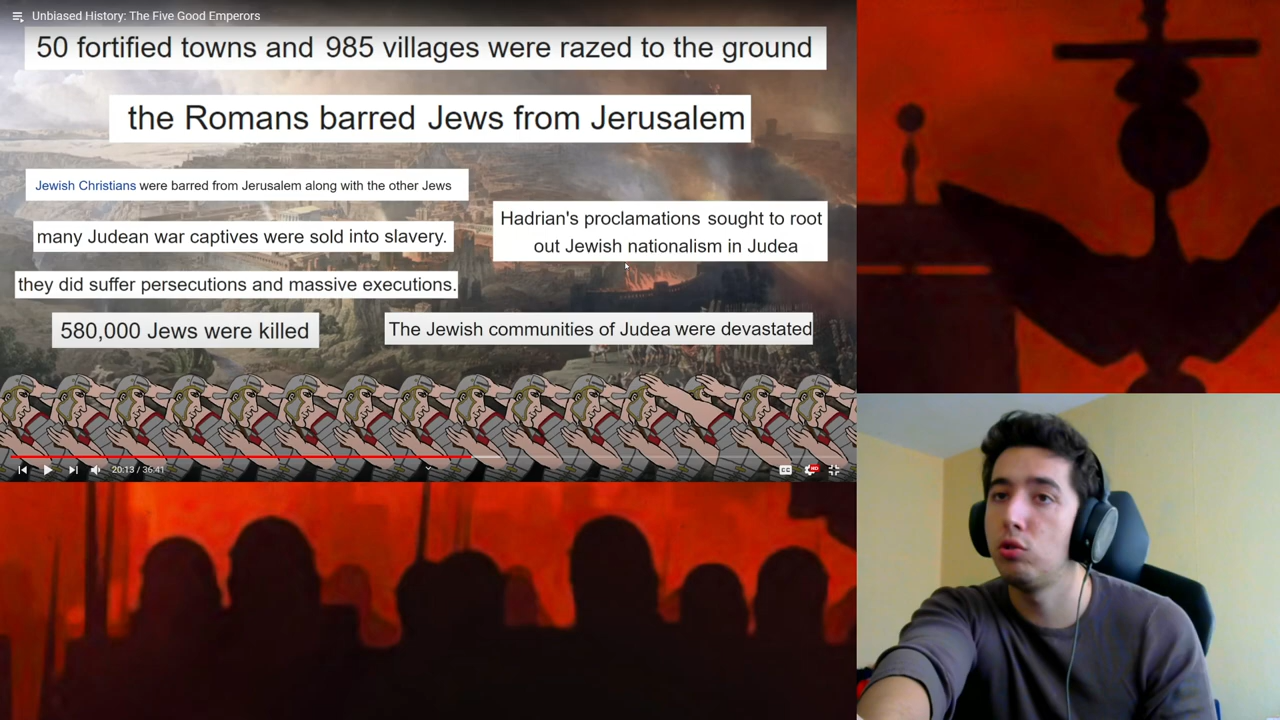 Unbiased History: The Five Good Emperors
50 fortified towns and 985 villages were razed to the ground
the Romans barred Jews from Jerusalem
Jewish Christians were barred from Jerusalem along with the other Jews
many Judean war captives were sold into slavery.
Hadrian's proclamations sought to root
out Jewish nationalism in Judea
they did suffer persecutions and massive executions.
580,000 Jews were killed
The Jewish communities of Judea were devastated
20:13 / 36:41
CC
HD